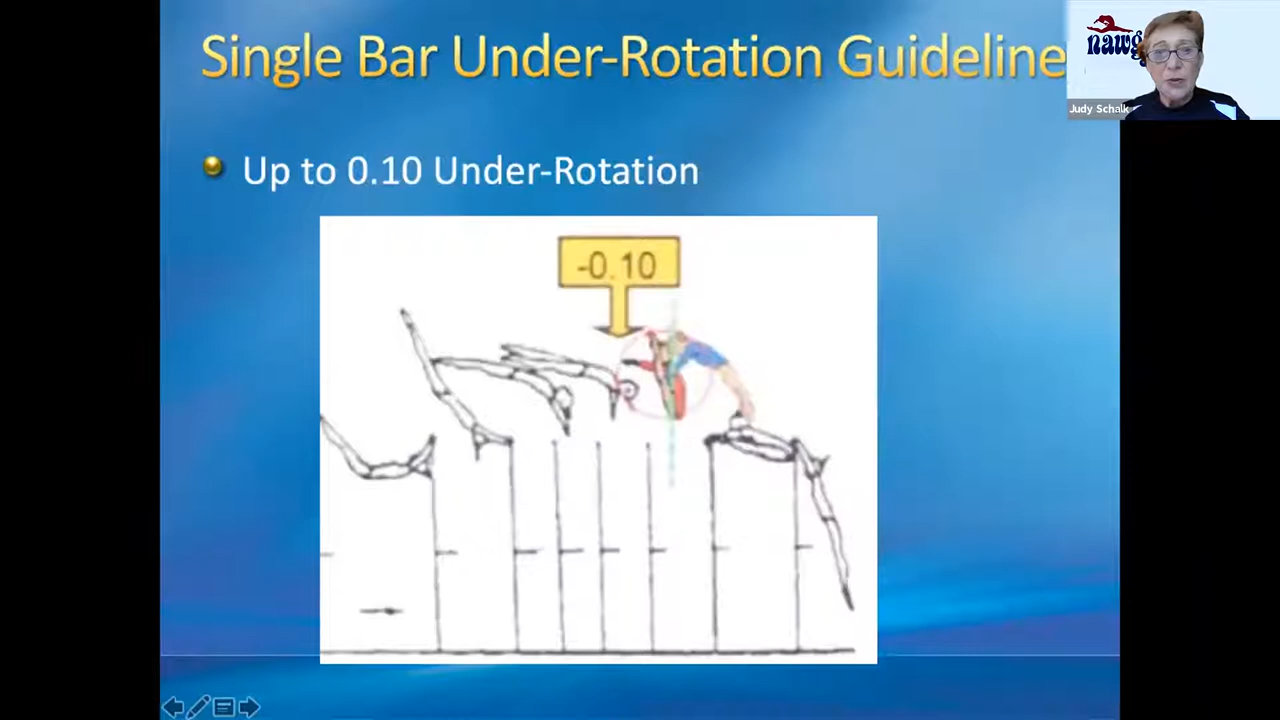 Single Bar Under-Rotation Guideline
nawg
Judy Schalk
Up to 0.10 Under-Rotation
-0.10